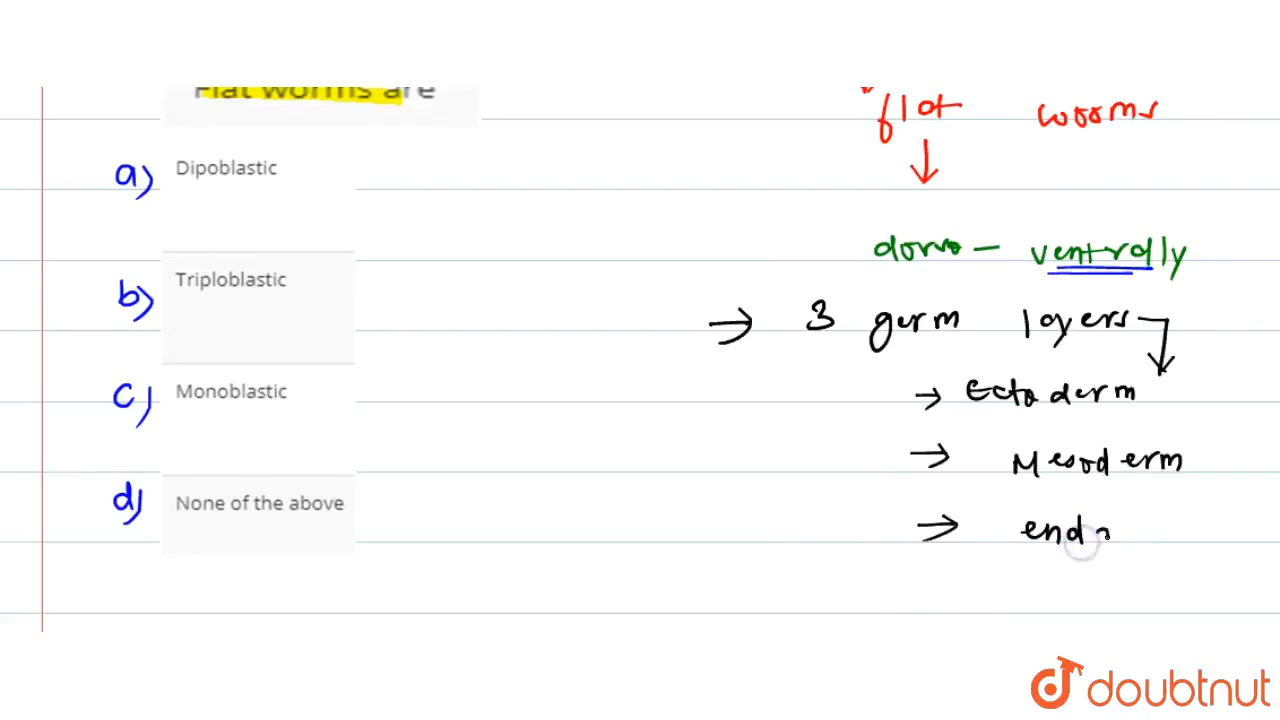 Flat worms are
a) Dipoblastic
b) Triploblastic
c) Monoblastic
d) None of the above
flat worms
dorso - ventrally
→ 3 germ layers
→ Ectoderm
→ Mesoderm
→ endo
doubtnut